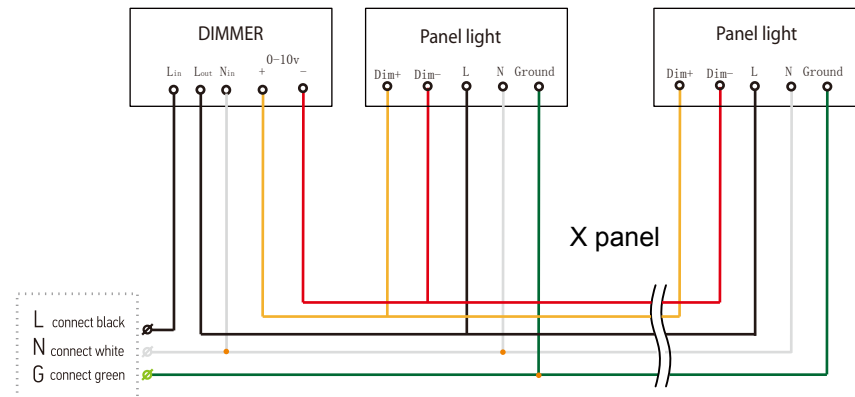 DIMMER
Lin Lout Nin + 0-10v -
Panel light
Dim+ Dim- L N Ground
Panel light
Dim+ Dim- L N Ground
X panel
L connect black
N connect white
G connect green